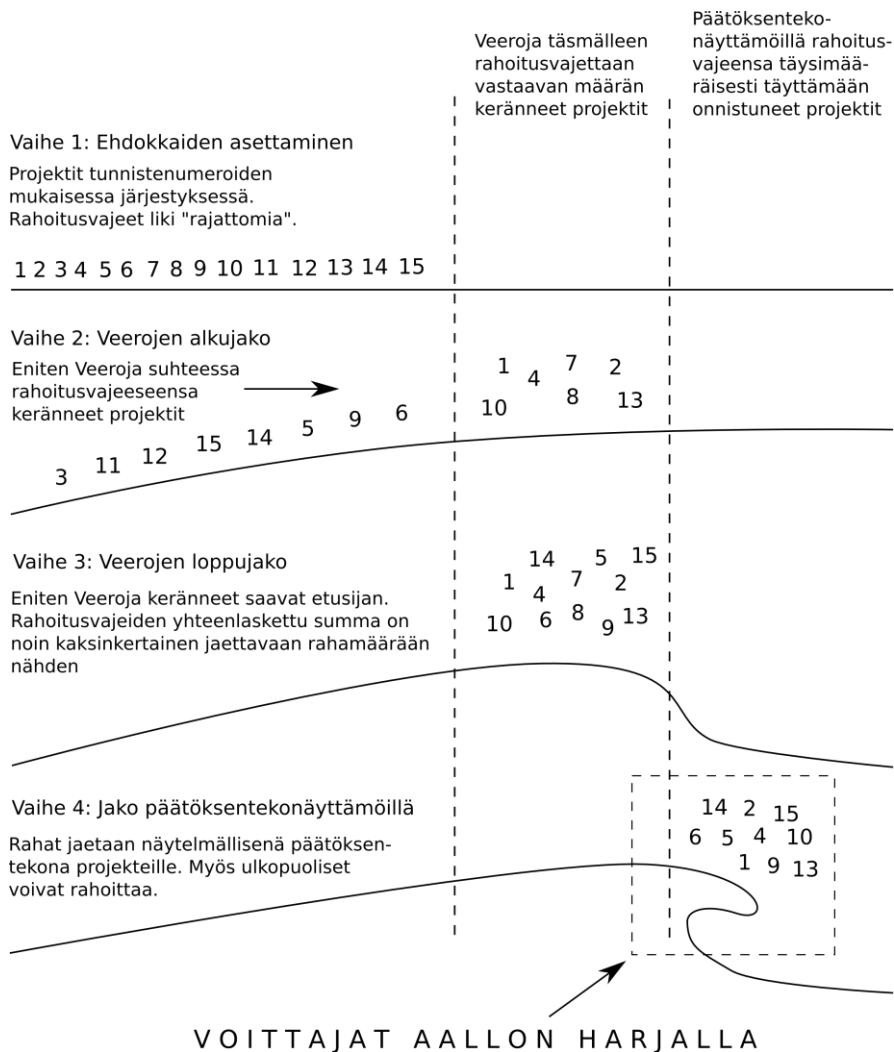 Veeroja täsmälleen
rahoitusvajettaan
vastaavan määrän
keränneet projektit
Päätöksenteko-
näyttämöillä rahoitus-
vajeensa täysimää-
räisesti täyttämään
onnistuneet projektit
Vaihe 1: Ehdokkaiden asettaminen
Projektit tunnistenumeroiden
mukaisessa järjestyksessä.
Rahoitusvajeet liki "rajattomia".
1 2 3 4 5 6 7 8 9 10 11 12 13 14 15
Vaihe 2: Veerojen alkujako
Eniten Veeroja suhteessa
rahoitusvajeeseensa
keränneet projektit
3 11 12 15 14 5 9 6
1 4 7 2
10 8 13
Vaihe 3: Veerojen loppujako
Eniten Veeroja keränneet saavat etusijan.
Rahoitusvajeiden yhteenlaskettu summa on
noin kaksinkertainen jaettavaan rahamäärään
nähden
14 5 15
1 4 7 2
10 6 8 9 13
Vaihe 4: Jako päätöksentekonäyttämöillä
Rahat jaetaan näytelmällisenä päätöksen-
tekona projekteille. Myös ulkopuoliset
voivat rahoittaa.
14 2 15
6 5 4 10
1 9 13
VOITTAJAT AALLON HARJALLA